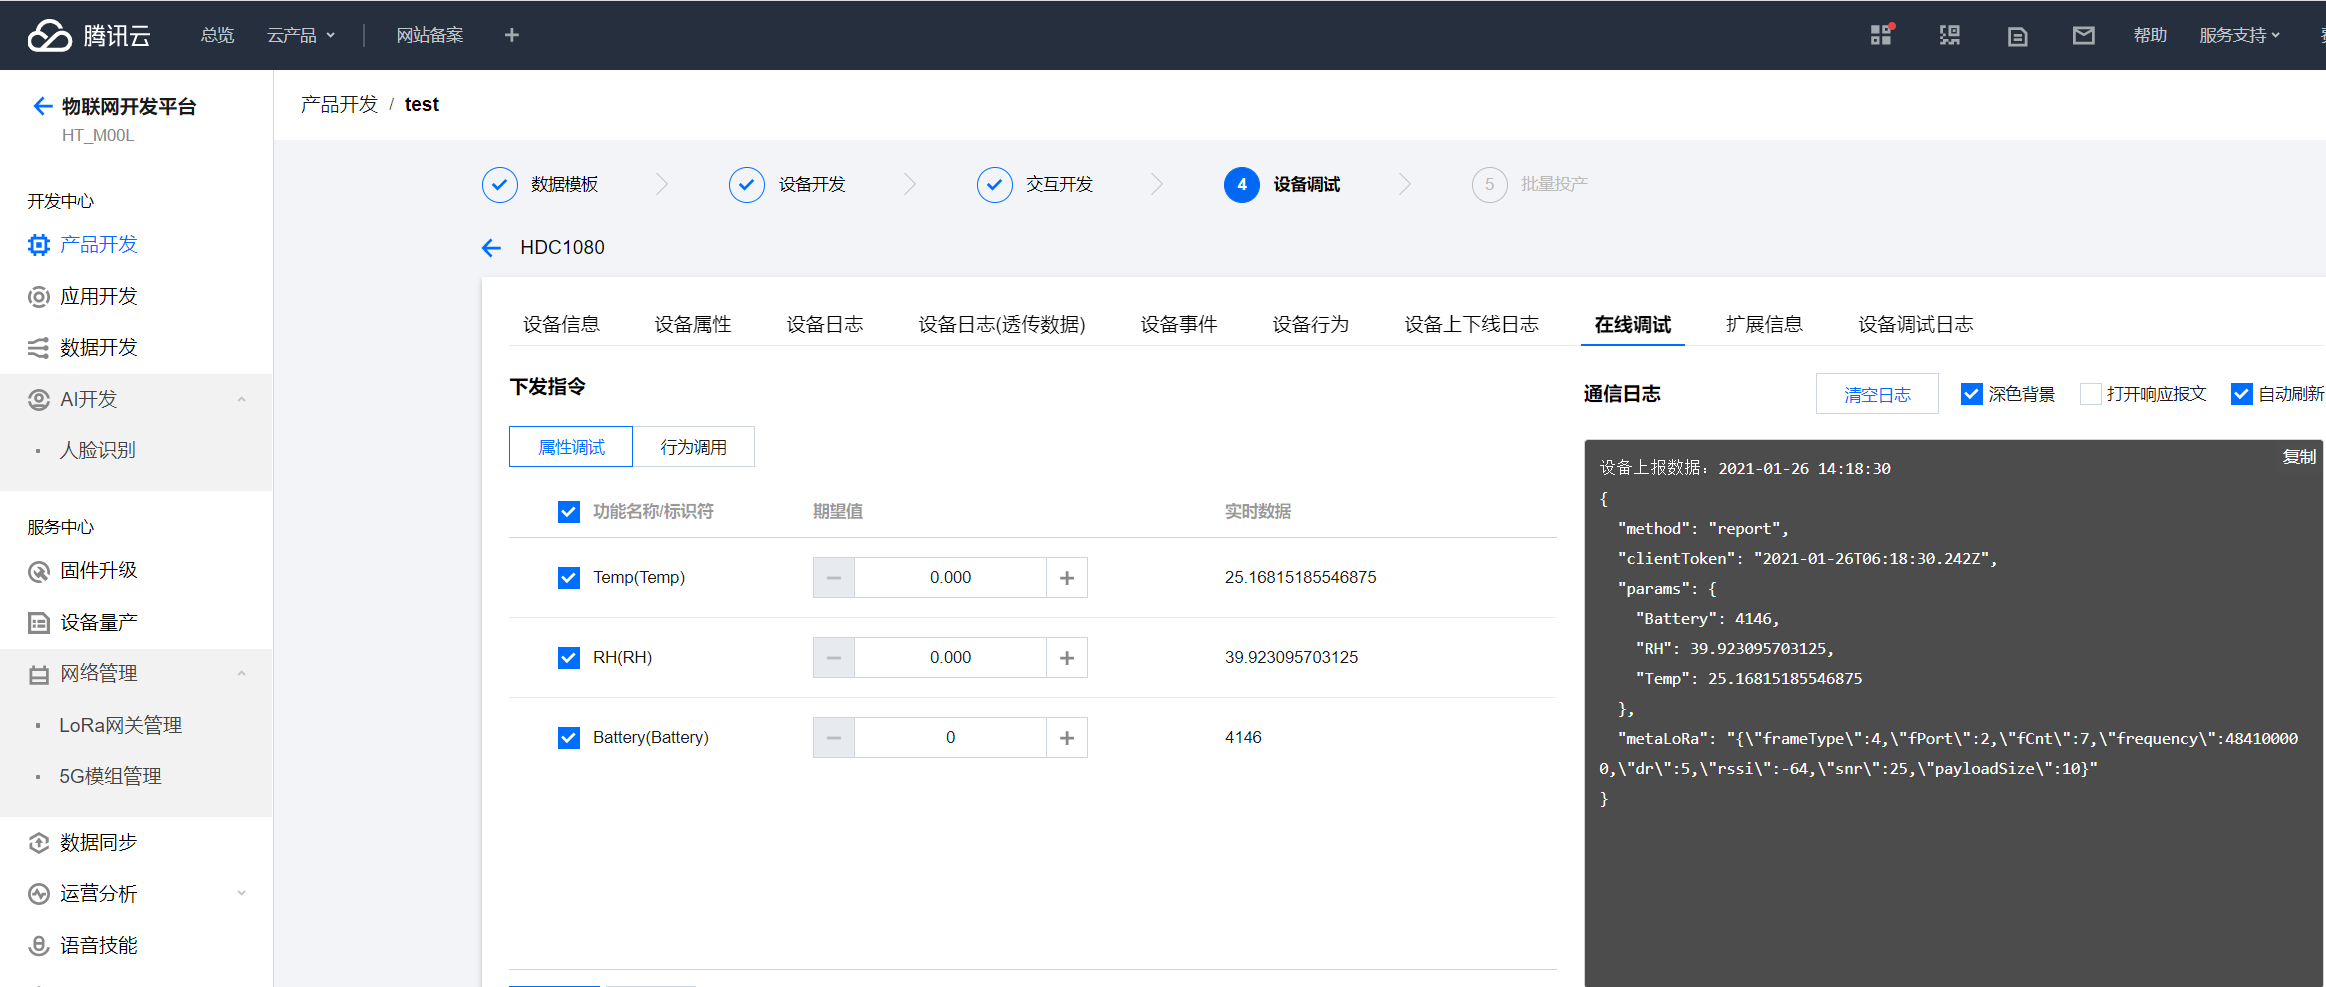 腾讯云 总览 云产品 网站备案 + 帮助 服务支持
物联网开发平台
HT_M00L
开发中心
产品开发
应用开发
数据开发
AI开发
人脸识别
服务中心
固件升级
设备量产
网络管理
LoRa网关管理
5G模组管理
数据同步
运营分析
语音技能
产品开发 / test
数据模板 设备开发 交互开发 4 设备调试 5 批量投产
HDC1080
设备信息 设备属性 设备日志 设备日志(透传数据) 设备事件 设备行为 设备上下线日志 在线调试 扩展信息 设备调试日志
下发指令
属性调试 行为调用
功能名称/标识符 期望值 实时数据
Temp(Temp) − 0.000 + 25.16815185546875
RH(RH) − 0.000 + 39.923095703125
Battery(Battery) − 0 + 4146
通信日志 清空日志 深色背景 打开响应报文 自动刷新
复制
设备上报数据: 2021-01-26 14:18:30
{
"method": "report",
"clientToken": "2021-01-26T06:18:30.242Z",
"params": {
"Battery": 4146,
"RH": 39.923095703125,
"Temp": 25.16815185546875
},
"metaLoRa": "{\"frameType\":4,\"fPort\":2,\"fCnt\":7,\"frequency\":48410000
0,\"dr\":5,\"rssi\":-64,\"snr\":25,\"payloadSize\":10}"
}